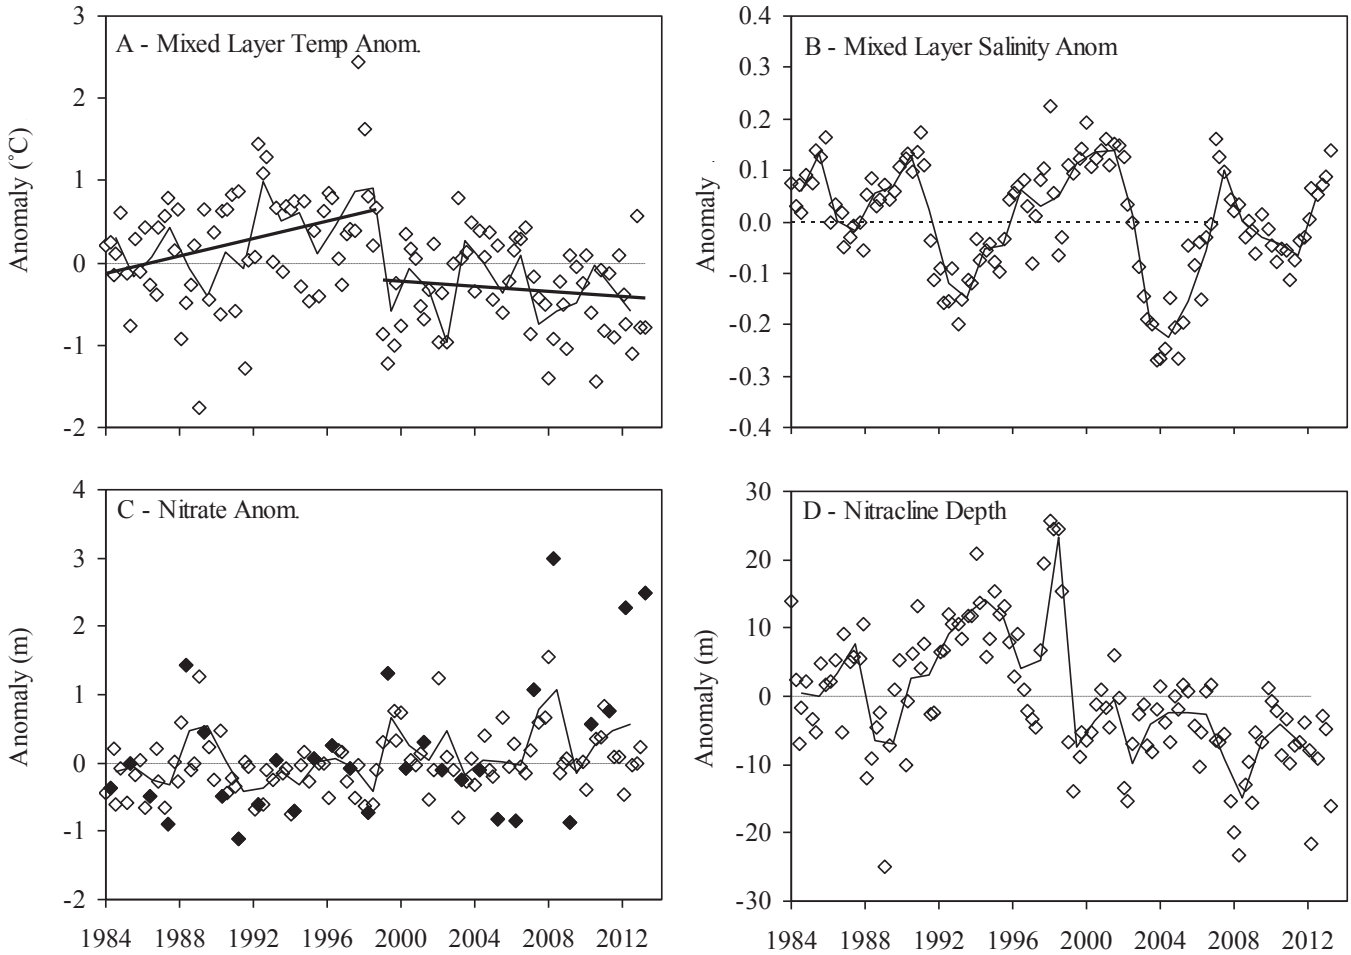 A - Mixed Layer Temp Anom.
3
2
1
0
-1
-2
Anomaly (˚C)
B - Mixed Layer Salinity Anom
0.4
0.3
0.2
0.1
0.0
-0.1
-0.2
-0.3
-0.4
Anomaly
C - Nitrate Anom.
4
3
2
1
0
-1
-2
Anomaly (m)
1984 1988 1992 1996 2000 2004 2008 2012
D - Nitracline Depth
30
20
10
0
-10
-20
-30
Anomaly (m)
1984 1988 1992 1996 2000 2004 2008 2012